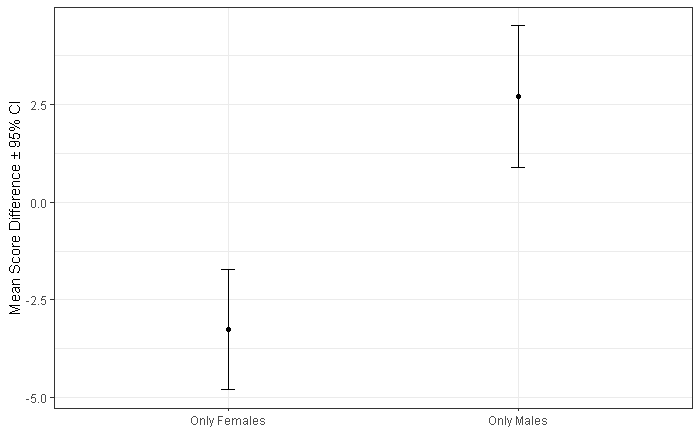 Mean Score Difference ± 95% CI
2.5
0.0
-2.5
-5.0
Only Females
Only Males